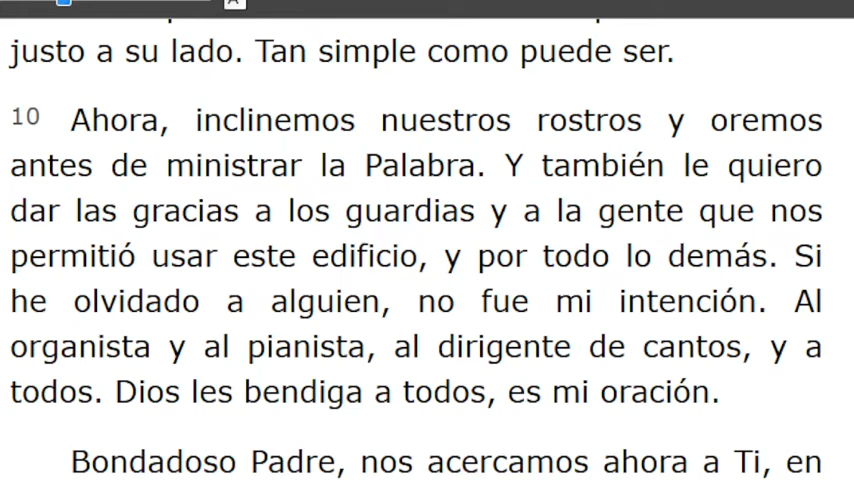 justo a su lado. Tan simple como puede ser.
10 Ahora, inclinemos nuestros rostros y oremos
antes de ministrar la Palabra. Y también le quiero
dar las gracias a los guardias y a la gente que nos
permitió usar este edificio, y por todo lo demás. Si
he olvidado a alguien, no fue mi intención. Al
organista y al pianista, al dirigente de cantos, y a
todos. Dios les bendiga a todos, es mi oración.
Bondadoso Padre, nos acercamos ahora a Ti, en